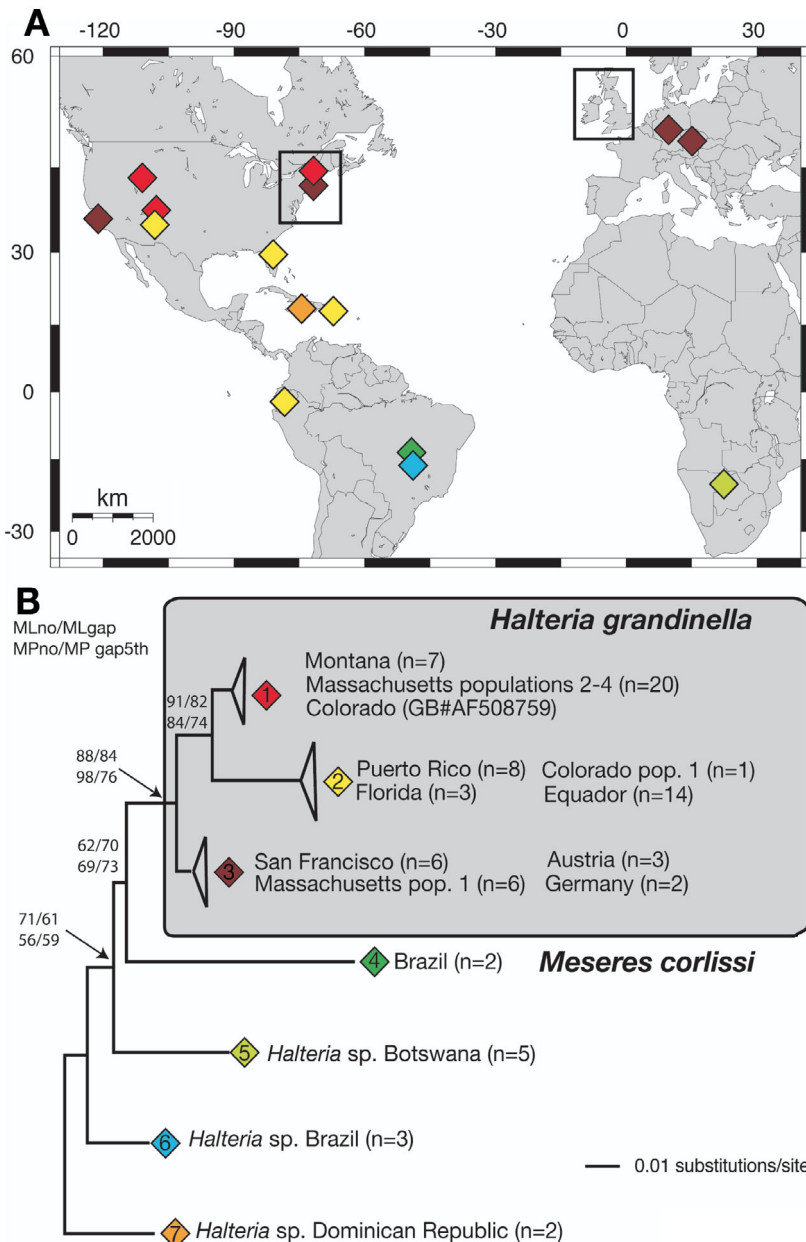 A
-120 -90 -60 0 30
60
30
0
-30
km
0 2000
B
MLno/MLgap
MPno/MP gap5th
Halteria grandinella
91/82
84/74
1
Montana (n=7)
Massachusetts populations 2-4 (n=20)
Colorado (GB#AF508759)
88/84
98/76
2
Puerto Rico (n=8) Colorado pop. 1 (n=1)
Florida (n=3) Equador (n=14)
62/70
69/73
3
San Francisco (n=6) Austria (n=3)
Massachusetts pop. 1 (n=6) Germany (n=2)
71/61
56/59
4 Brazil (n=2) Meseres corlissi
5 Halteria sp. Botswana (n=5)
6 Halteria sp. Brazil (n=3)
0.01 substitutions/site
7 Halteria sp. Dominican Republic (n=2)